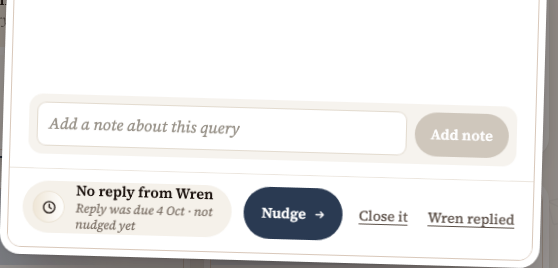 Add a note about this query
Add note
No reply from Wren
Reply was due 4 Oct · not
nudged yet
Nudge →
Close it
Wren replied